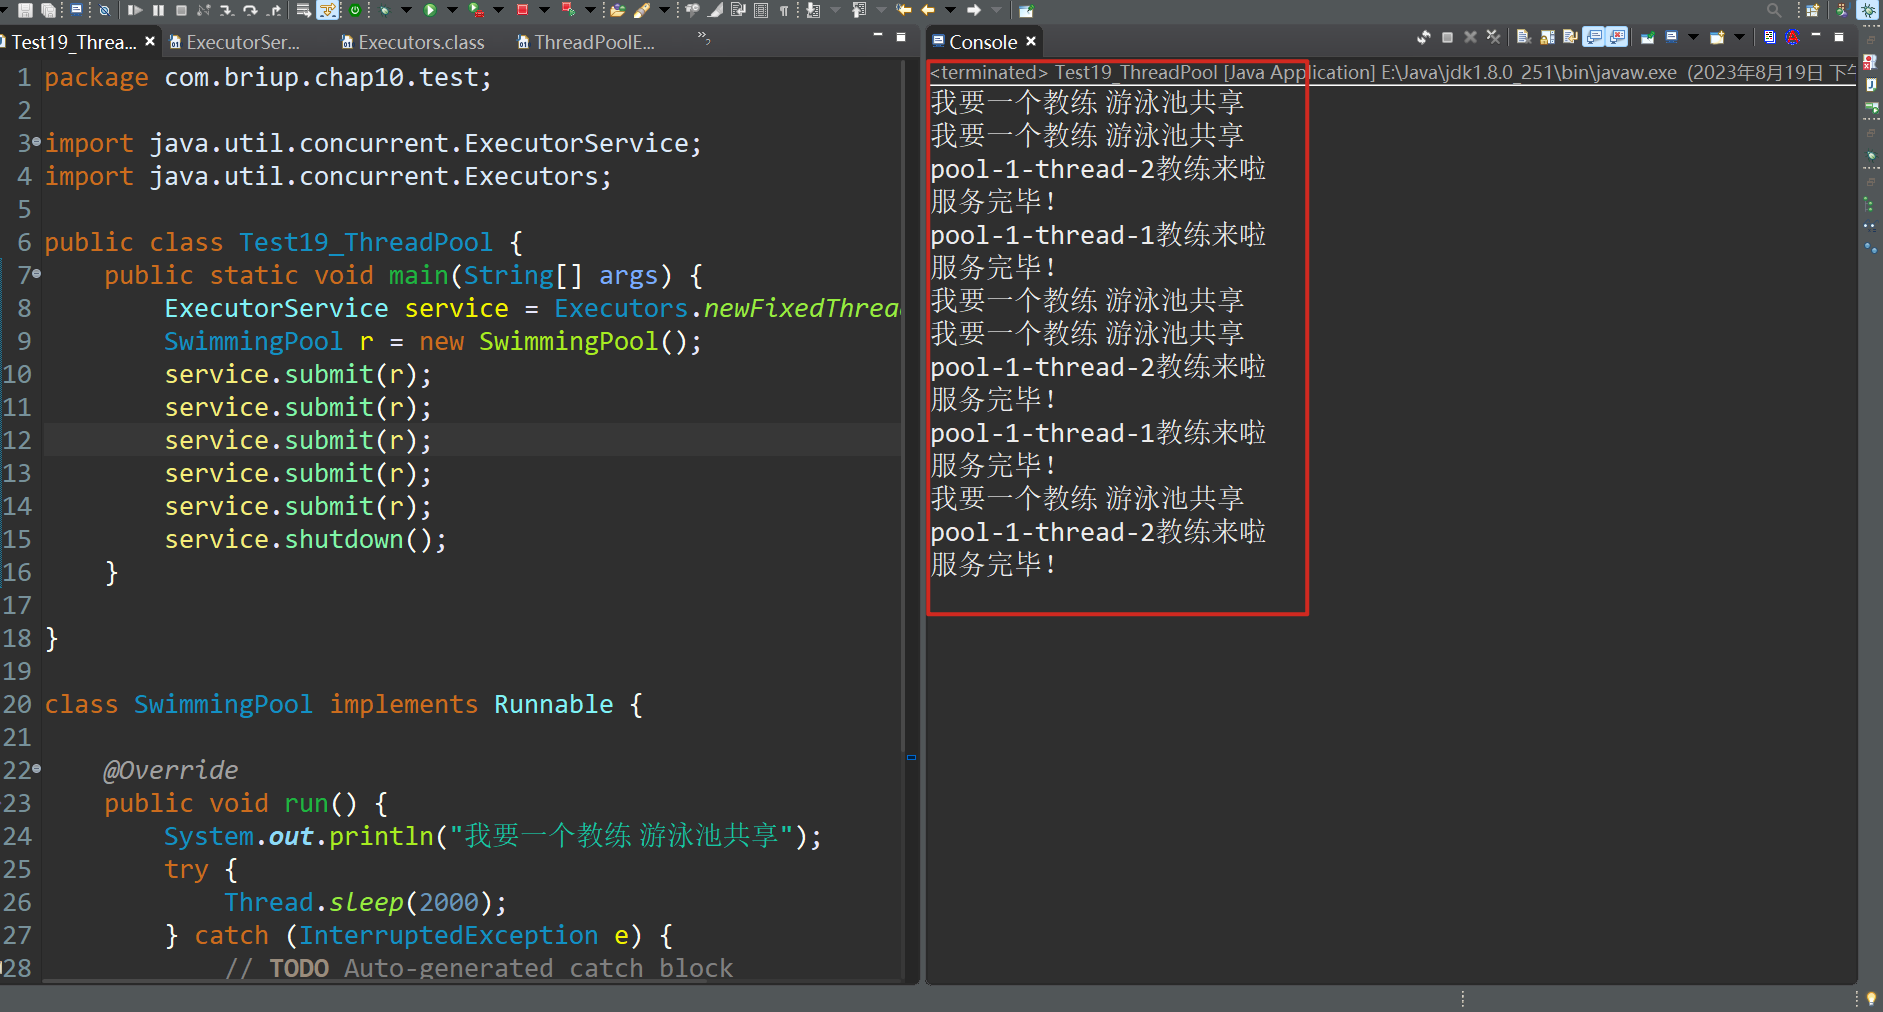 Test19_Threa...
ExecutorSer...
Executors.class
ThreadPoolE...
1 package com.briup.chap10.test;
2
3 import java.util.concurrent.ExecutorService;
4 import java.util.concurrent.Executors;
5
6 public class Test19_ThreadPool {
7 public static void main(String[] args) {
8 ExecutorService service = Executors.newFixedThrea
9 SwimmingPool r = new SwimmingPool();
10 service.submit(r);
11 service.submit(r);
12 service.submit(r);
13 service.submit(r);
14 service.submit(r);
15 service.shutdown();
16 }
17
18 }
19
20 class SwimmingPool implements Runnable {
21
22 @Override
23 public void run() {
24 System.out.println("我要一个教练 游泳池共享");
25 try {
26 Thread.sleep(2000);
27 } catch (InterruptedException e) {
28 // TODO Auto-generated catch block
Console
<terminated> Test19_ThreadPool [Java Application] E:\Java\jdk1.8.0_251\bin\javaw.exe (2023年8月19日 下午
我要一个教练 游泳池共享
我要一个教练 游泳池共享
pool-1-thread-2教练来啦
服务完毕!
pool-1-thread-1教练来啦
服务完毕!
我要一个教练 游泳池共享
我要一个教练 游泳池共享
pool-1-thread-2教练来啦
服务完毕!
pool-1-thread-1教练来啦
服务完毕!
我要一个教练 游泳池共享
pool-1-thread-2教练来啦
服务完毕!